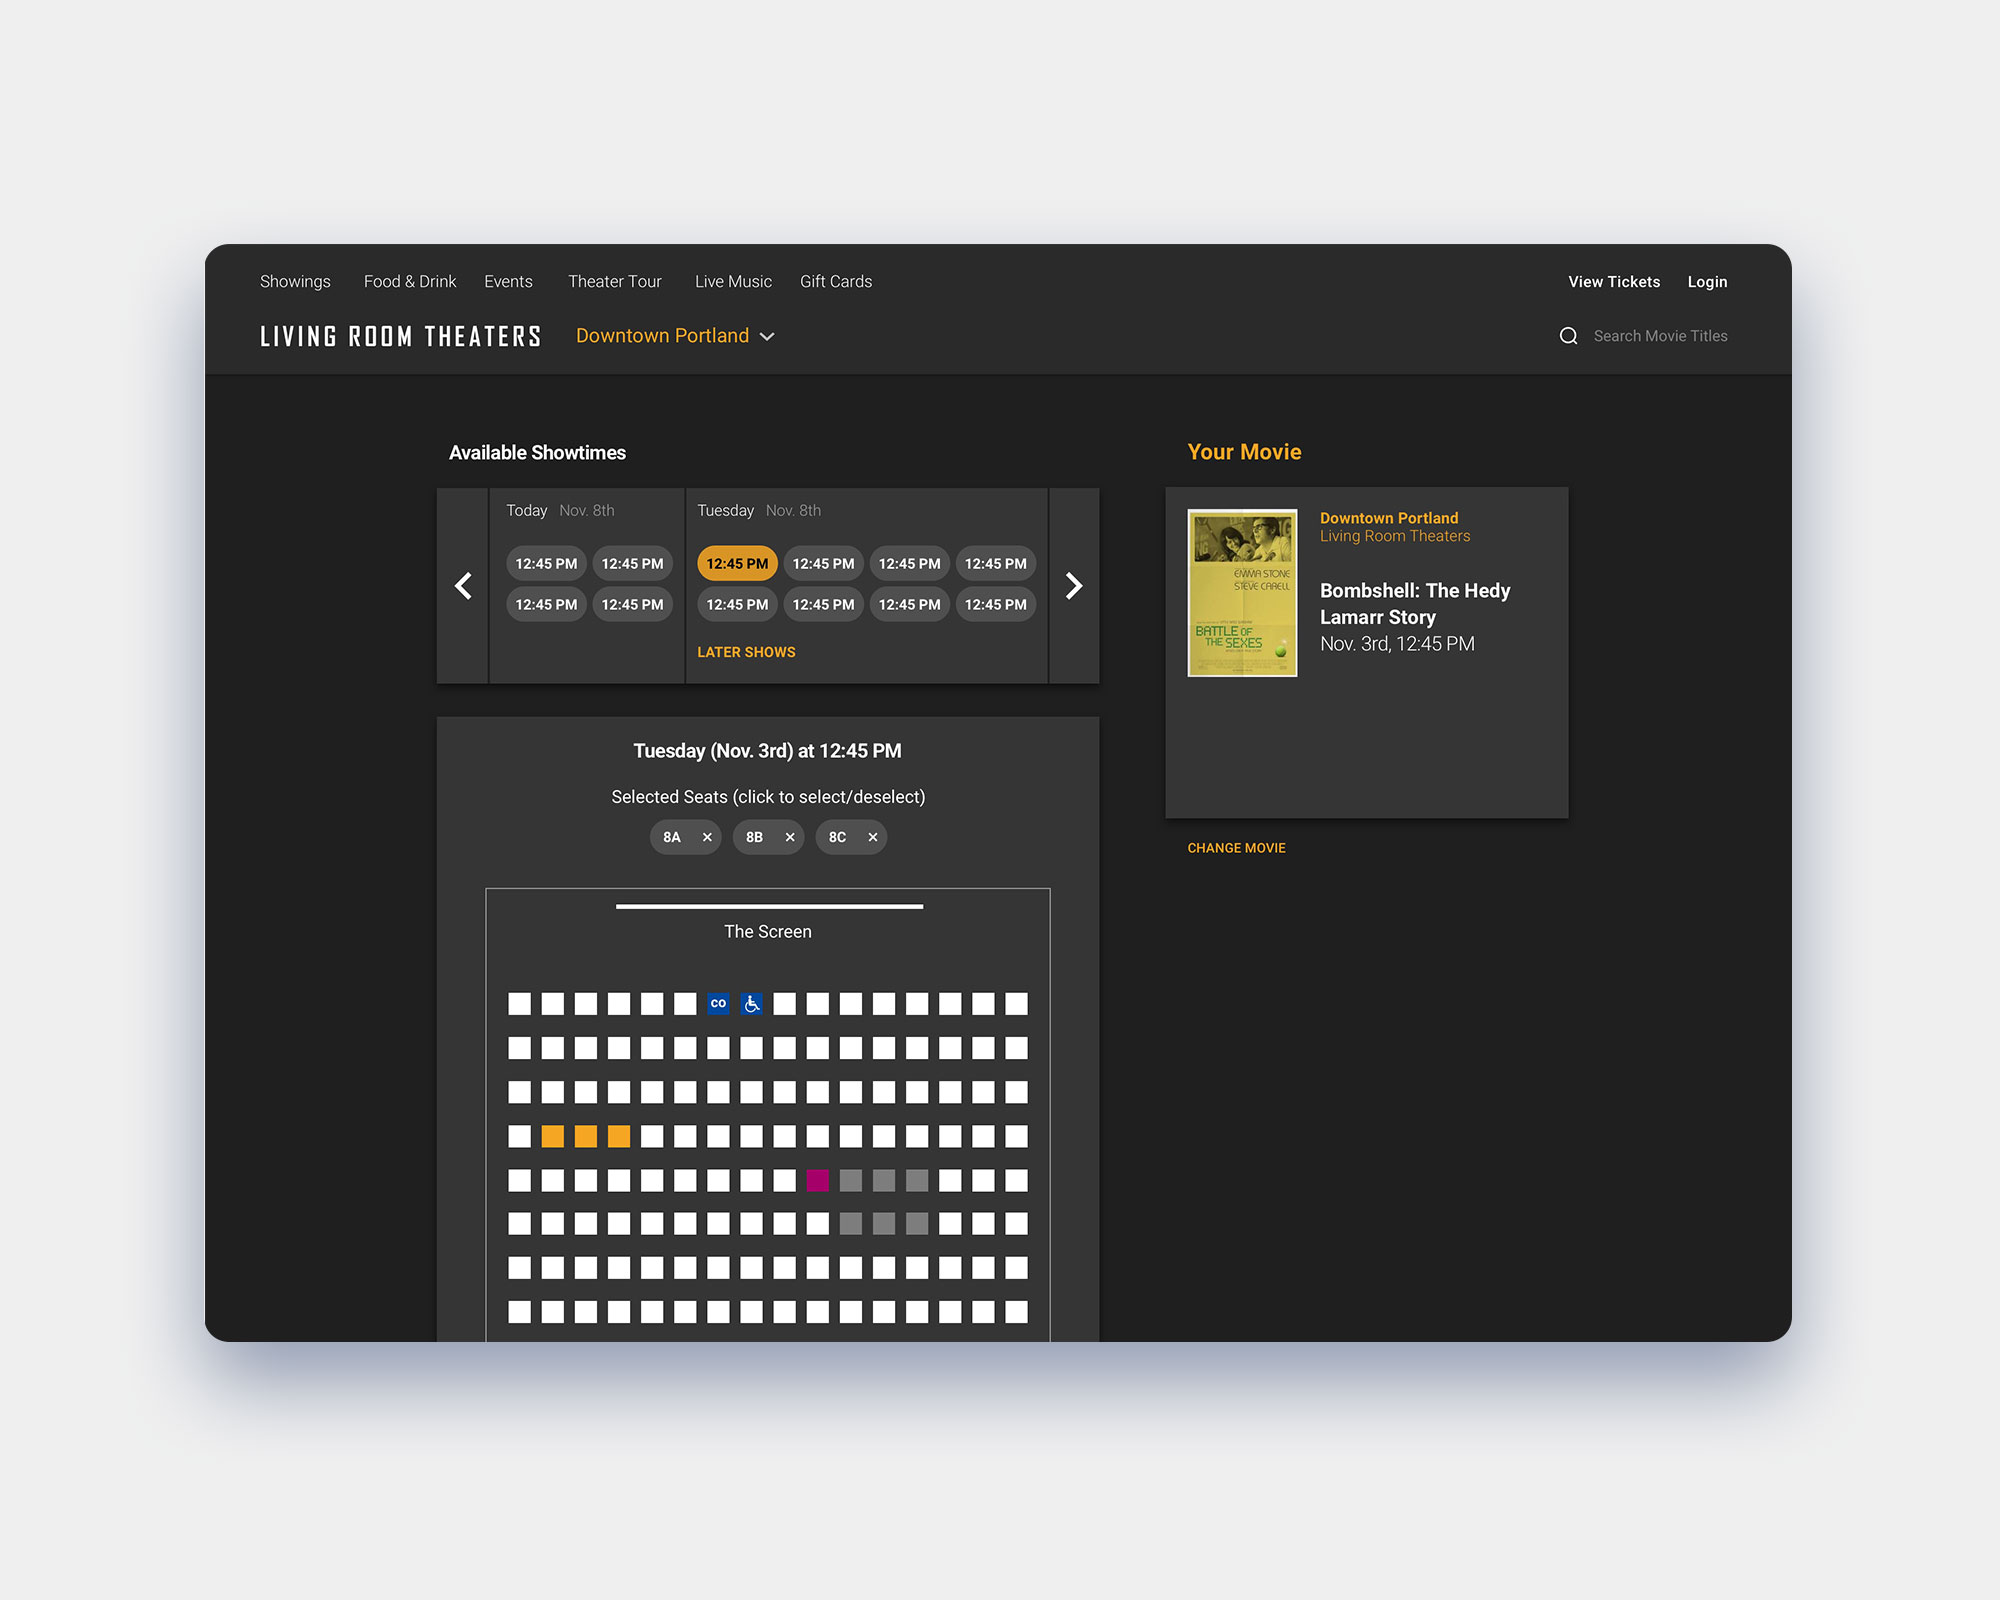 Showings Food & Drink Events Theater Tour Live Music Gift Cards View Tickets Login
LIVING ROOM THEATERS Downtown Portland Search Movie Titles
Available Showtimes
Today Nov. 8th Tuesday Nov. 8th
12:45 PM 12:45 PM 12:45 PM 12:45 PM 12:45 PM 12:45 PM
12:45 PM 12:45 PM 12:45 PM 12:45 PM 12:45 PM 12:45 PM
LATER SHOWS
Tuesday (Nov. 3rd) at 12:45 PM
Selected Seats (click to select/deselect)
8A × 8B × 8C ×
The Screen
CO
Your Movie
EMMA STONE
STEVE CARELL
BATTLE OF
THE SEXES
Downtown Portland
Living Room Theaters
Bombshell: The Hedy
Lamarr Story
Nov. 3rd, 12:45 PM
CHANGE MOVIE